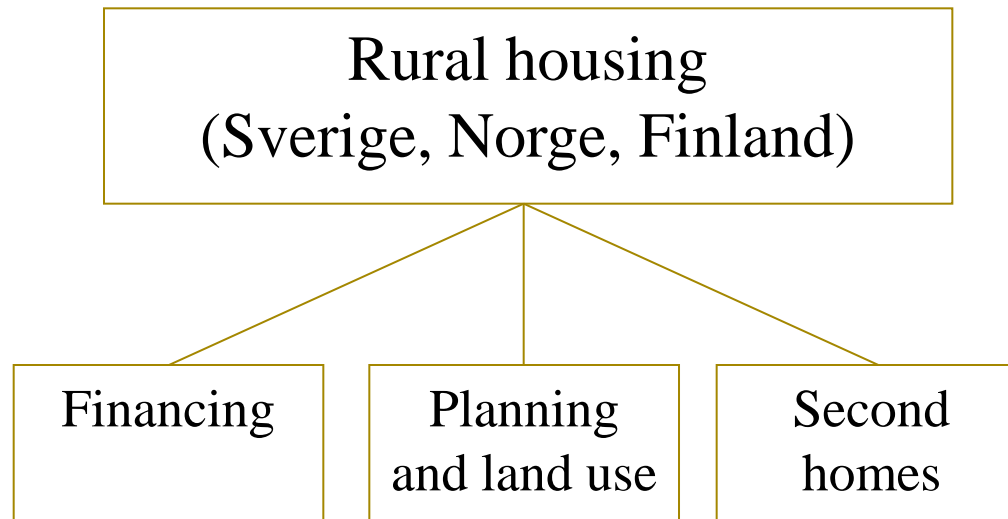 Rural housing
(Sverige, Norge, Finland)
Financing
Planning
and land use
Second
homes